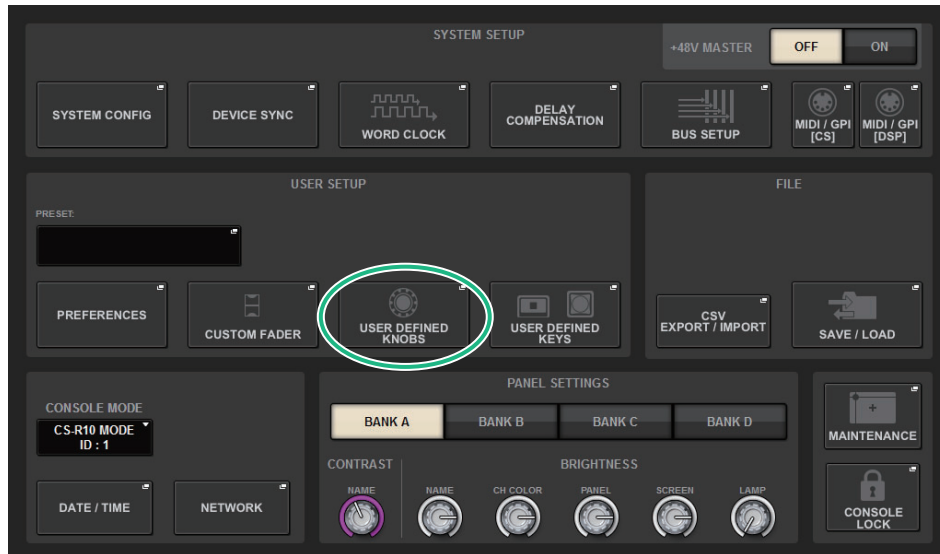 SYSTEM SETUP
+48V MASTER
OFF
ON
SYSTEM CONFIG
DEVICE SYNC
WORD CLOCK
DELAY
COMPENSATION
BUS SETUP
MIDI / GPI
[CS]
MIDI / GPI
[DSP]
USER SETUP
PRESET:
PREFERENCES
CUSTOM FADER
USER DEFINED
KNOBS
USER DEFINED
KEYS
FILE
CSV
EXPORT / IMPORT
SAVE / LOAD
CONSOLE MODE
CS-R10 MODE
ID : 1
DATE / TIME
NETWORK
PANEL SETTINGS
BANK A
BANK B
BANK C
BANK D
CONTRAST
BRIGHTNESS
NAME
NAME
CH COLOR
PANEL
SCREEN
LAMP
MAINTENANCE
CONSOLE
LOCK